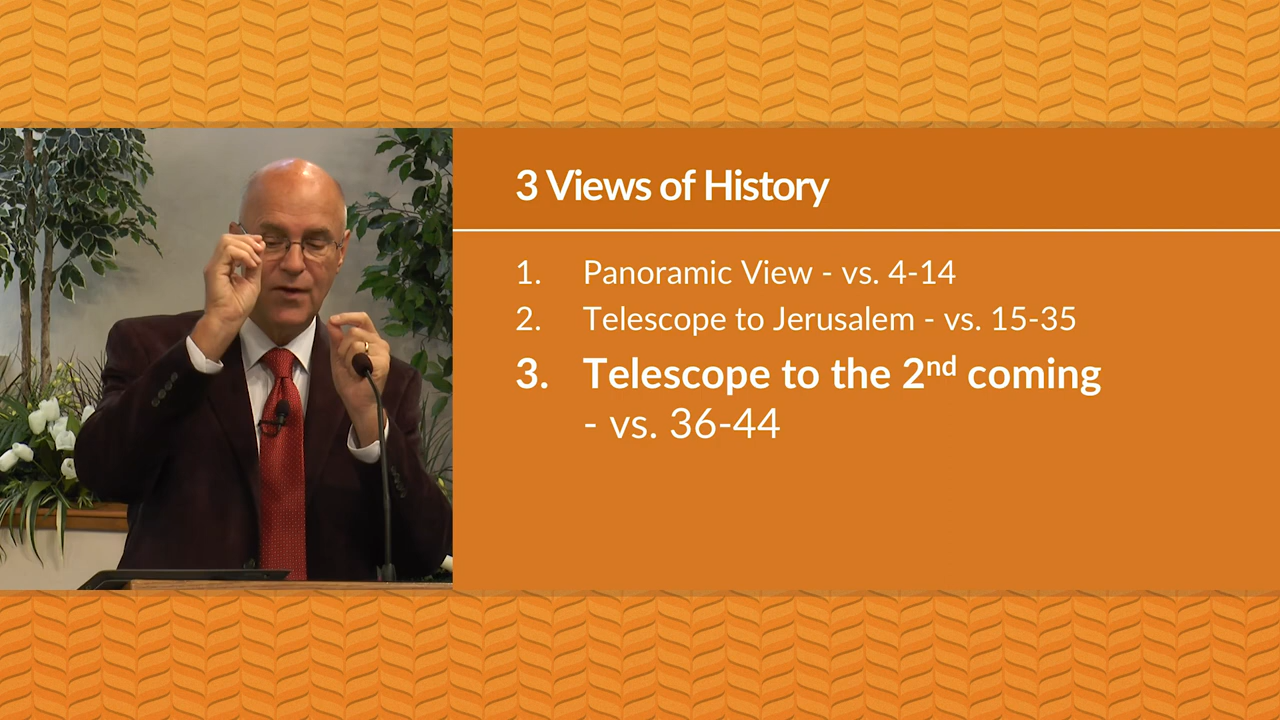 3 Views of History
1. Panoramic View - vs. 4-14
2. Telescope to Jerusalem - vs. 15-35
3. Telescope to the 2nd coming
- vs. 36-44